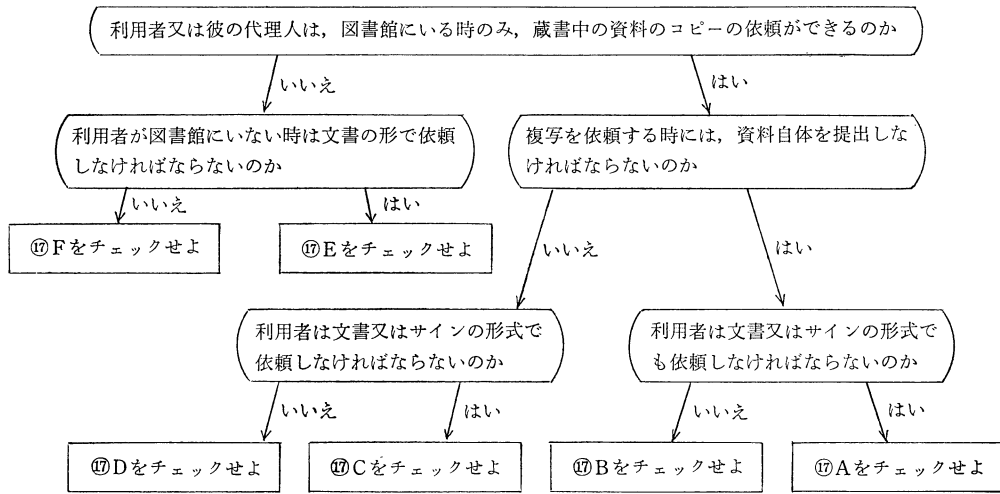 利用者又は彼の代理人は，図書館にいる時のみ，蔵書中の資料のコピーの依頼ができるのか
いいえ
はい
利用者が図書館にいない時は文書の形で依頼
しなければならないのか
複写を依頼する時には，資料自体を提出しな
ければならないのか
いいえ
はい
⑰Fをチェックせよ
⑰Eをチェックせよ
いいえ
はい
利用者は文書又はサインの形式で
依頼しなければならないのか
利用者は文書又はサインの形式で
も依頼しなければならないのか
いいえ
はい
いいえ
はい
⑰Dをチェックせよ
⑰Cをチェックせよ
⑰Bをチェックせよ
⑰Aをチェックせよ